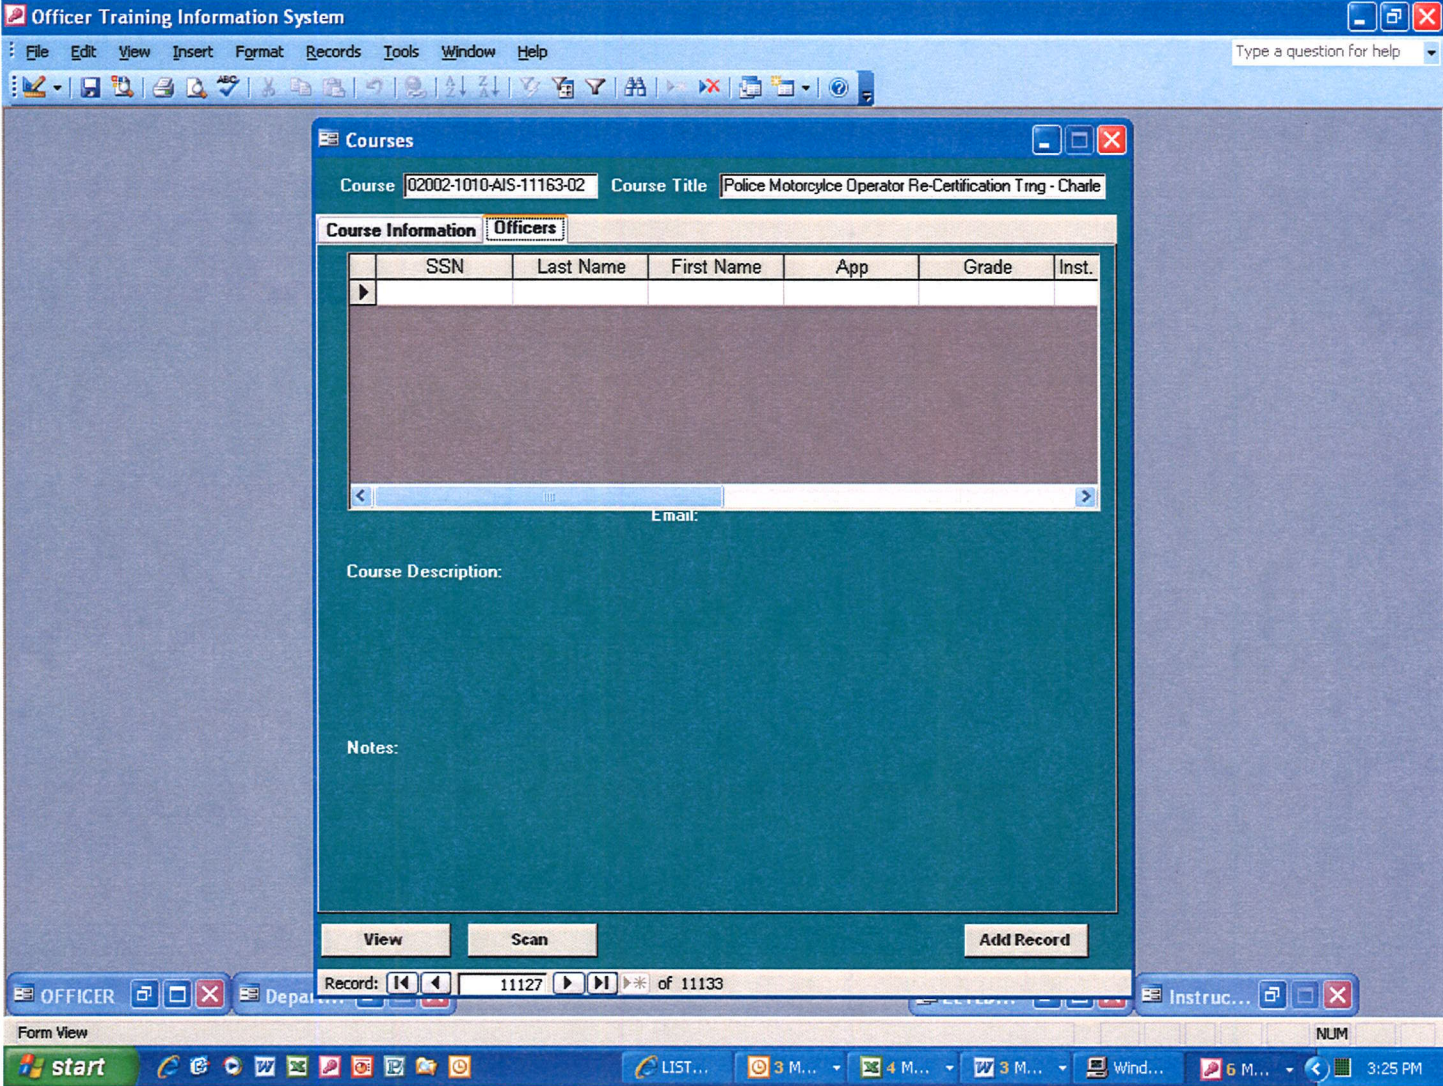 Officer Training Information System
File Edit View Insert Format Records Tools Window Help
Type a question for help
Courses
Course 02002-1010-AIS-11163-02 Course Title Police Motorcylce Operator Re-Certification Trng - Charle
Course Information Officers
SSN Last Name First Name App Grade Inst.
Email:
Course Description:
Notes:
View Scan Add Record
Record: 11127 of 11133
OFFICER Depar... Instruc...
Form View NUM
start LIST... 3 M... 4 M... 3 M... Wind... 6 M... 3:25 PM